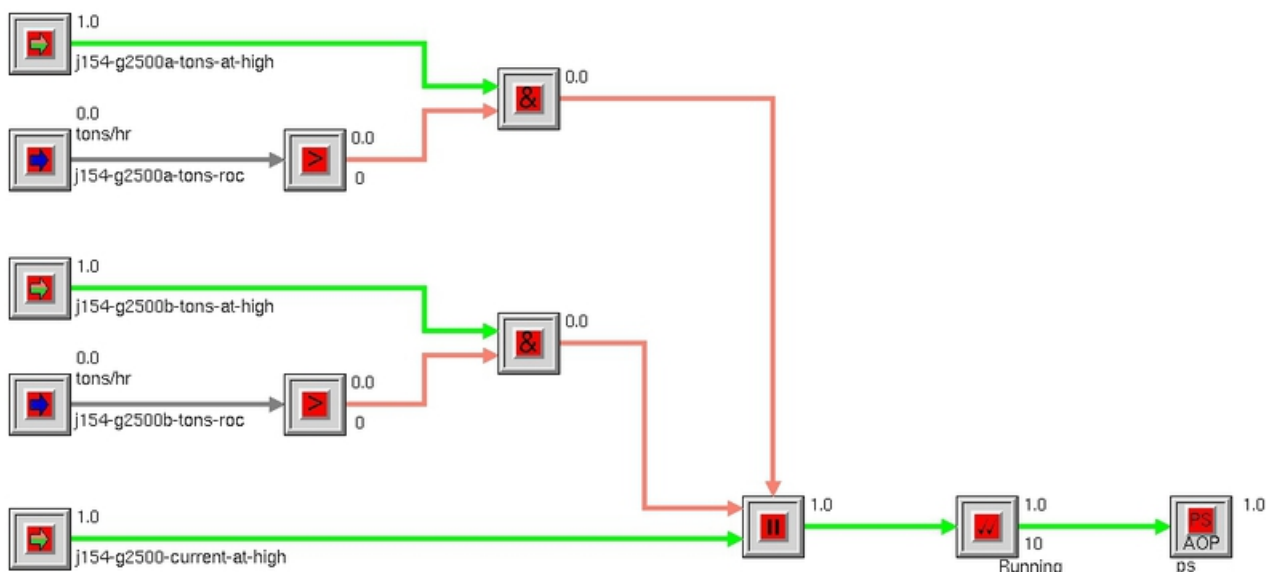 1.0
j154-g2500a-tons-at-high
& 0.0
0.0
tons/hr
j154-g2500a-tons-roc
> 0.0
0
1.0
j154-g2500b-tons-at-high
& 0.0
0.0
tons/hr
j154-g2500b-tons-roc
> 0.0
0
1.0
j154-g2500-current-at-high
1.0
1.0
10
Running
1.0
PS
AOP
ps